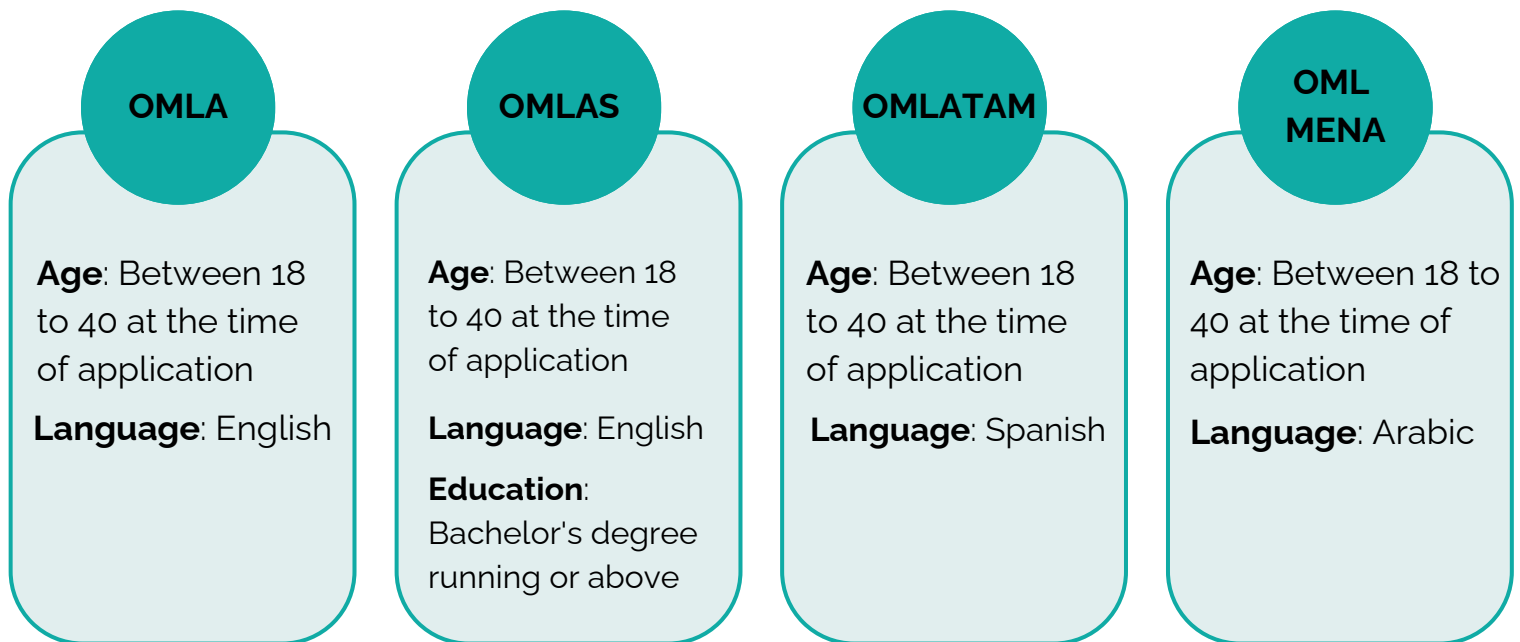 OMLA
Age: Between 18
to 40 at the time
of application
Language: English
OMLAS
Age: Between 18
to 40 at the time
of application
Language: English
Education:
Bachelor's degree
running or above
OMLATAM
Age: Between 18
to 40 at the time
of application
Language: Spanish
OML
MENA
Age: Between 18 to
40 at the time of
application
Language: Arabic